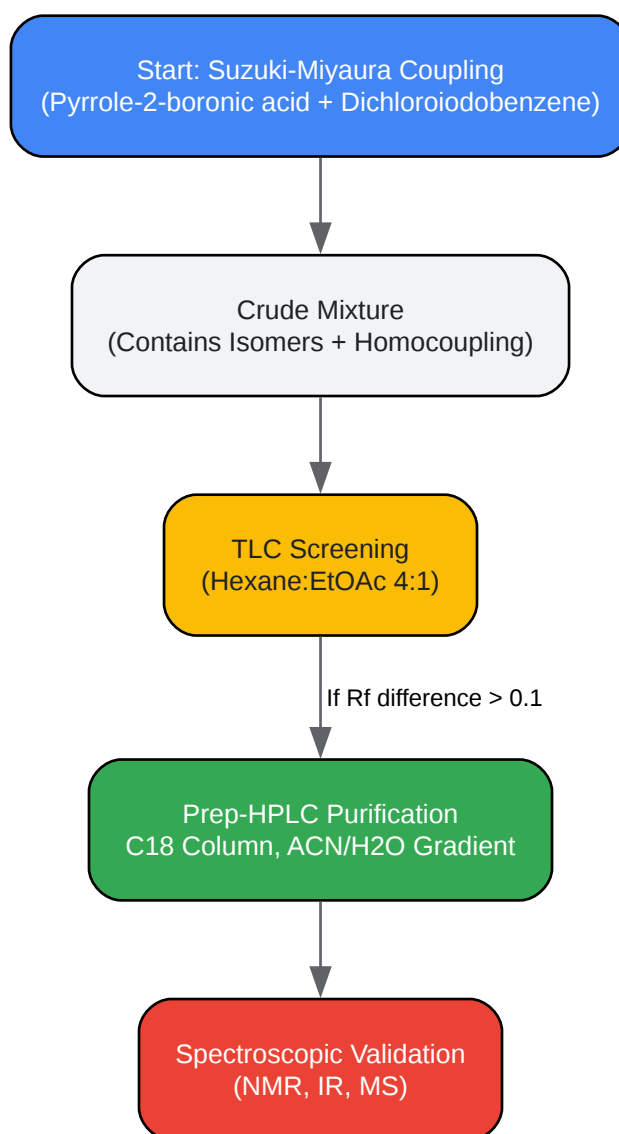 Start: Suzuki-Miyaura Coupling
(Pyrrole-2-boronic acid + Dichloroiodobenzene)
Crude Mixture
(Contains Isomers + Homocoupling)
TLC Screening
(Hexane:EtOAc 4:1)
If Rf difference > 0.1
Prep-HPLC Purification
C18 Column, ACN/H2O Gradient
Spectroscopic Validation
(NMR, IR, MS)